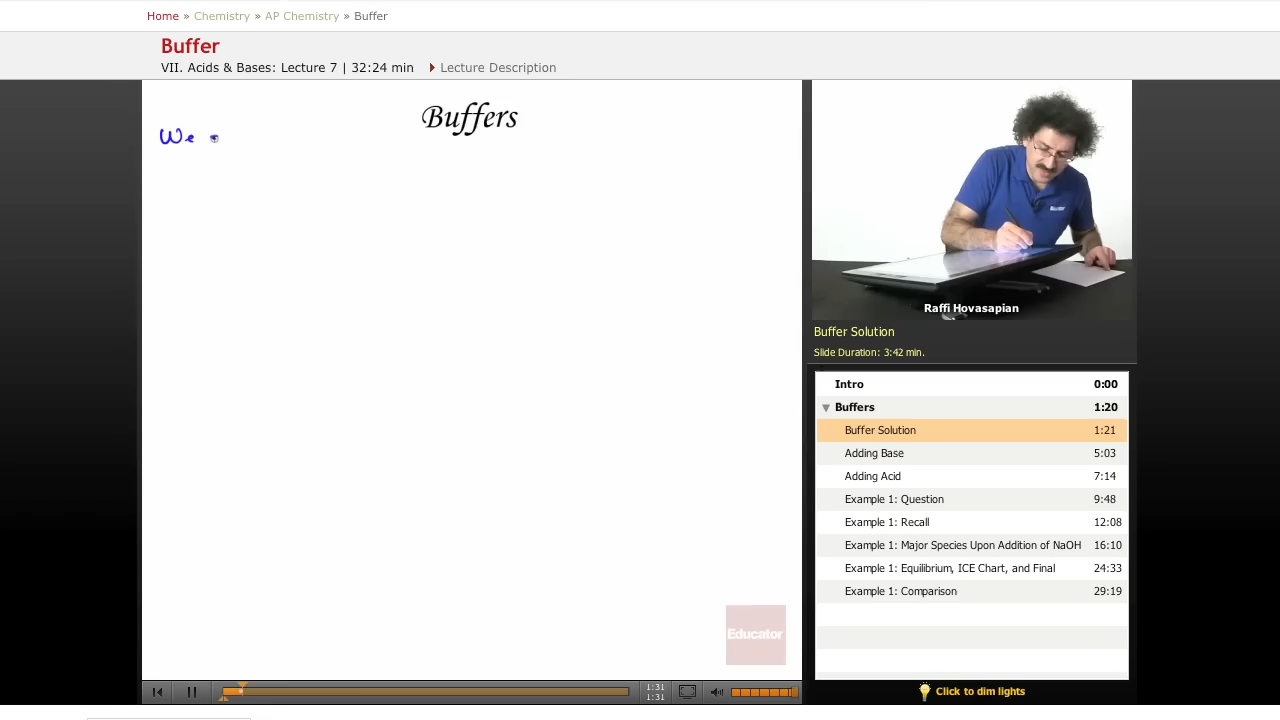 Home » Chemistry » AP Chemistry » Buffer
Buffer
VII. Acids & Bases: Lecture 7 | 32:24 min Lecture Description
Buffers
We
Raffi Hovasapian
Buffer Solution
Slide Duration: 3:42 min.
Intro 0:00
Buffers 1:20
Buffer Solution 1:21
Adding Base 5:03
Adding Acid 7:14
Example 1: Question 9:48
Example 1: Recall 12:08
Example 1: Major Species Upon Addition of NaOH 16:10
Example 1: Equilibrium, ICE Chart, and Final 24:33
Example 1: Comparison 29:19
Educator
1:31
1:31
Click to dim lights